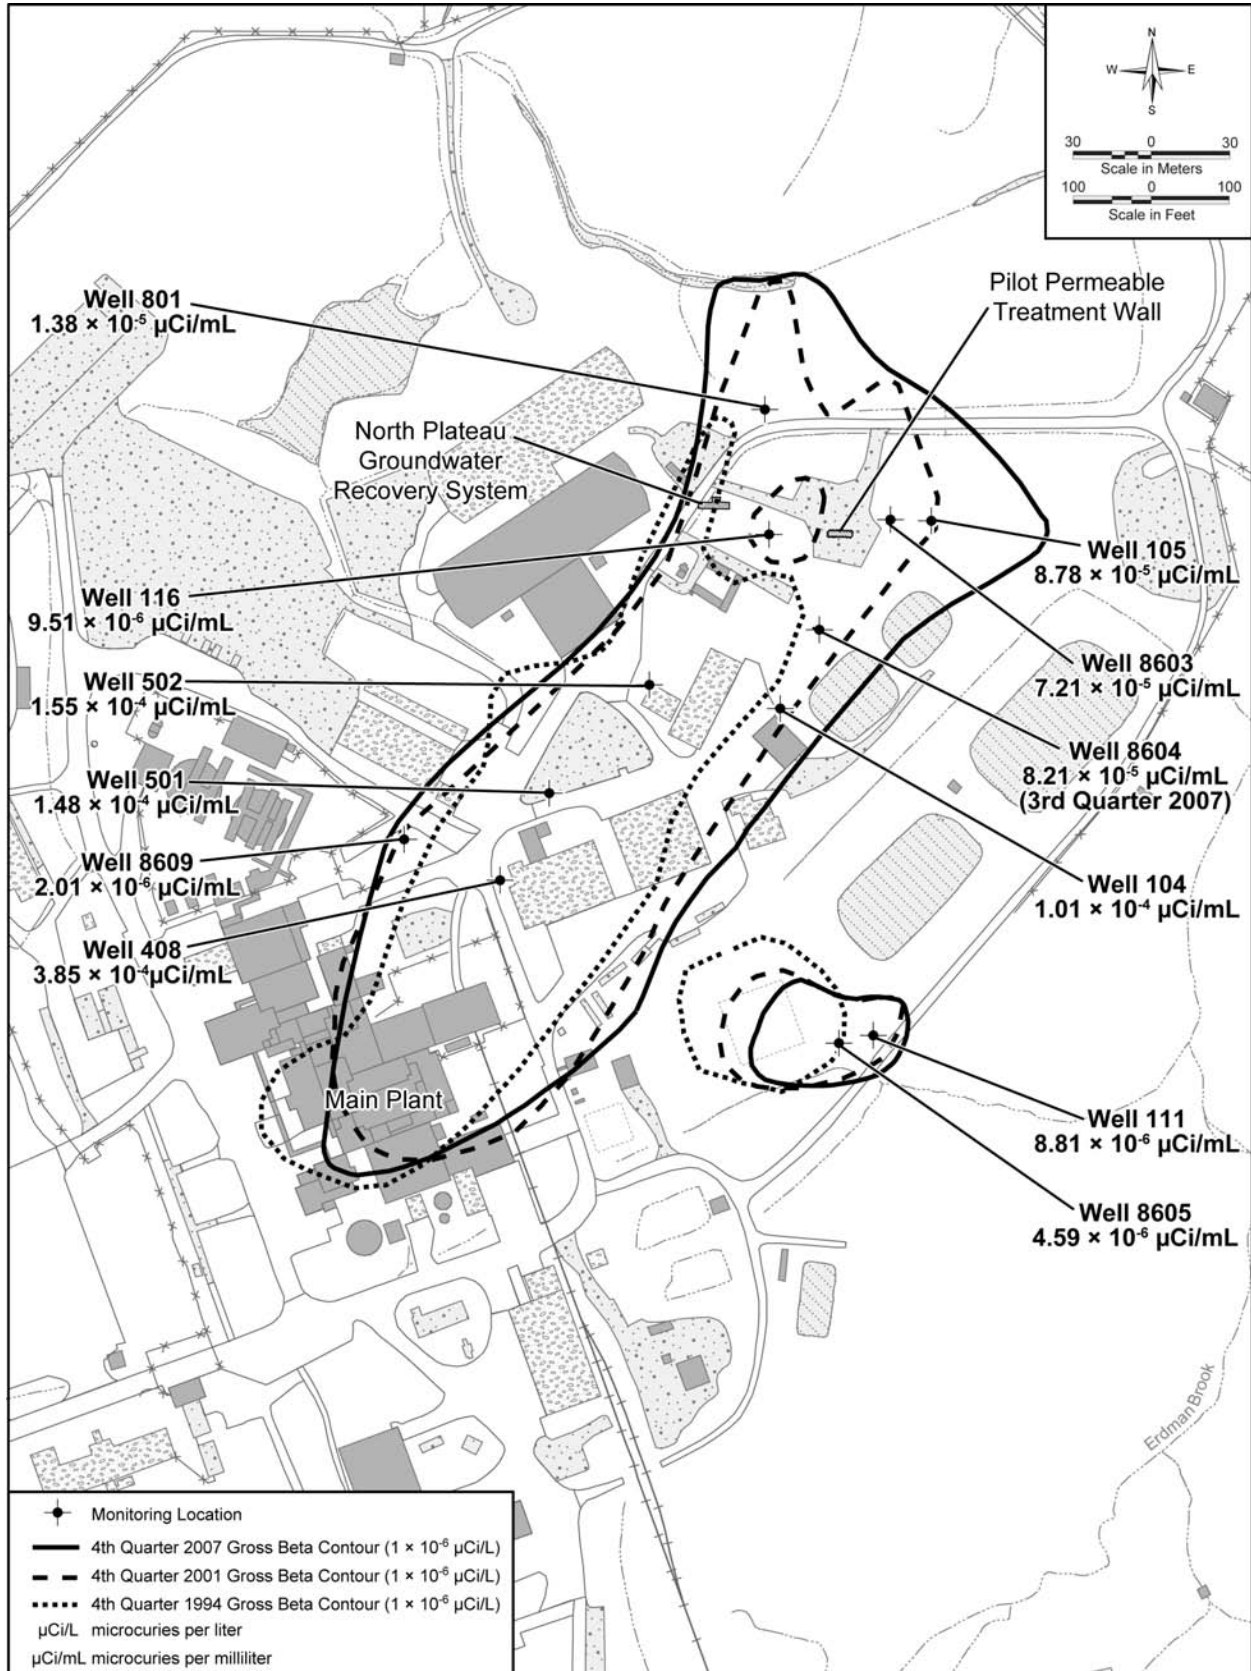 N
W E
S
30 0 30
Scale in Meters
100 0 100
Scale in Feet
Pilot Permeable
Treatment Wall
Well 801
1.38 × 10⁻⁵ µCi/mL
North Plateau
Groundwater
Recovery System
Well 105
8.78 × 10⁻⁵ µCi/mL
Well 116
9.51 × 10⁻⁶ µCi/mL
Well 8603
7.21 × 10⁻⁵ µCi/mL
Well 502
1.55 × 10⁻⁴ µCi/mL
Well 8604
8.21 × 10⁻⁵ µCi/mL
(3rd Quarter 2007)
Well 501
1.48 × 10⁻⁴ µCi/mL
Well 8609
2.01 × 10⁻⁶ µCi/mL
Well 104
1.01 × 10⁻⁴ µCi/mL
Well 408
3.85 × 10⁻⁴µCi/mL
Main Plant
Well 111
8.81 × 10⁻⁶ µCi/mL
Well 8605
4.59 × 10⁻⁶ µCi/mL
Erdman Brook
Monitoring Location
4th Quarter 2007 Gross Beta Contour (1 × 10⁻⁶ µCi/L)
4th Quarter 2001 Gross Beta Contour (1 × 10⁻⁶ µCi/L)
4th Quarter 1994 Gross Beta Contour (1 × 10⁻⁶ µCi/L)
µCi/L microcuries per liter
µCi/mL microcuries per milliliter